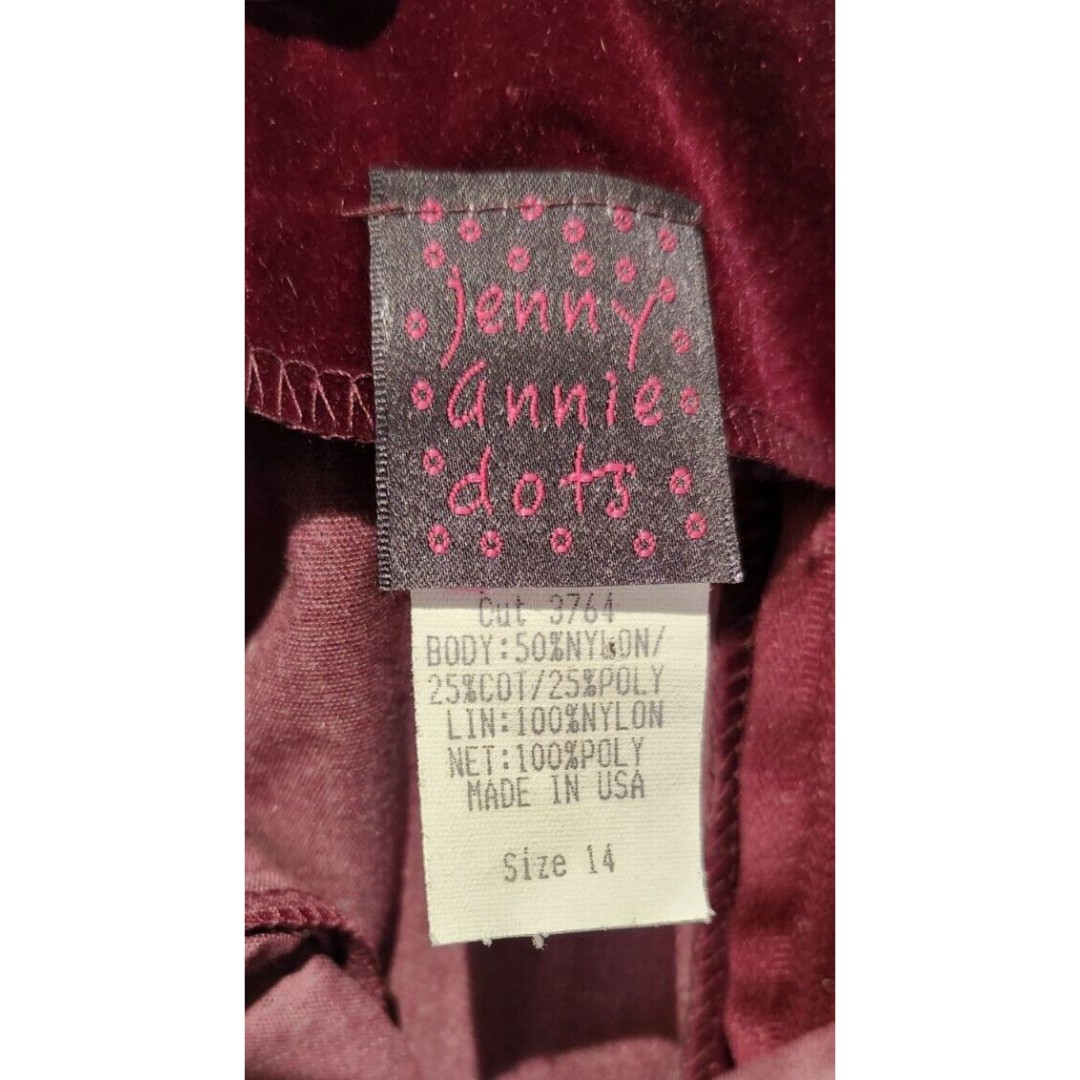 jenny
annie
dots
Cut 3764
BODY:50%NYLON/
25%COT/25%POLY
LIN:100%NYLON
NET:100%POLY
MADE IN USA
Size 14